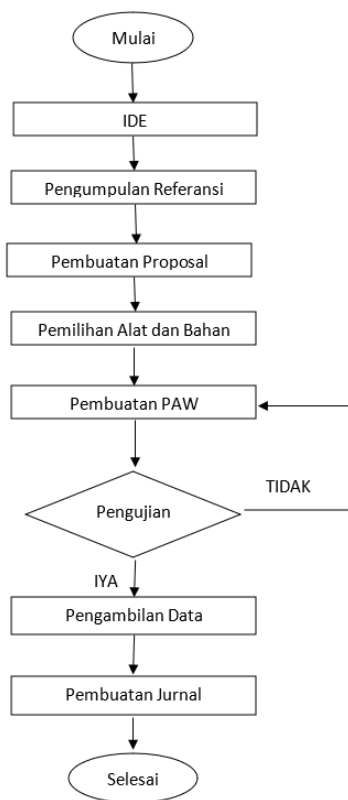 Mulai
IDE
Pengumpulan Referansi
Pembuatan Proposal
Pemilihan Alat dan Bahan
Pembuatan PAW
Pengujian
TIDAK
IYA
Pengambilan Data
Pembuatan Jurnal
Selesai